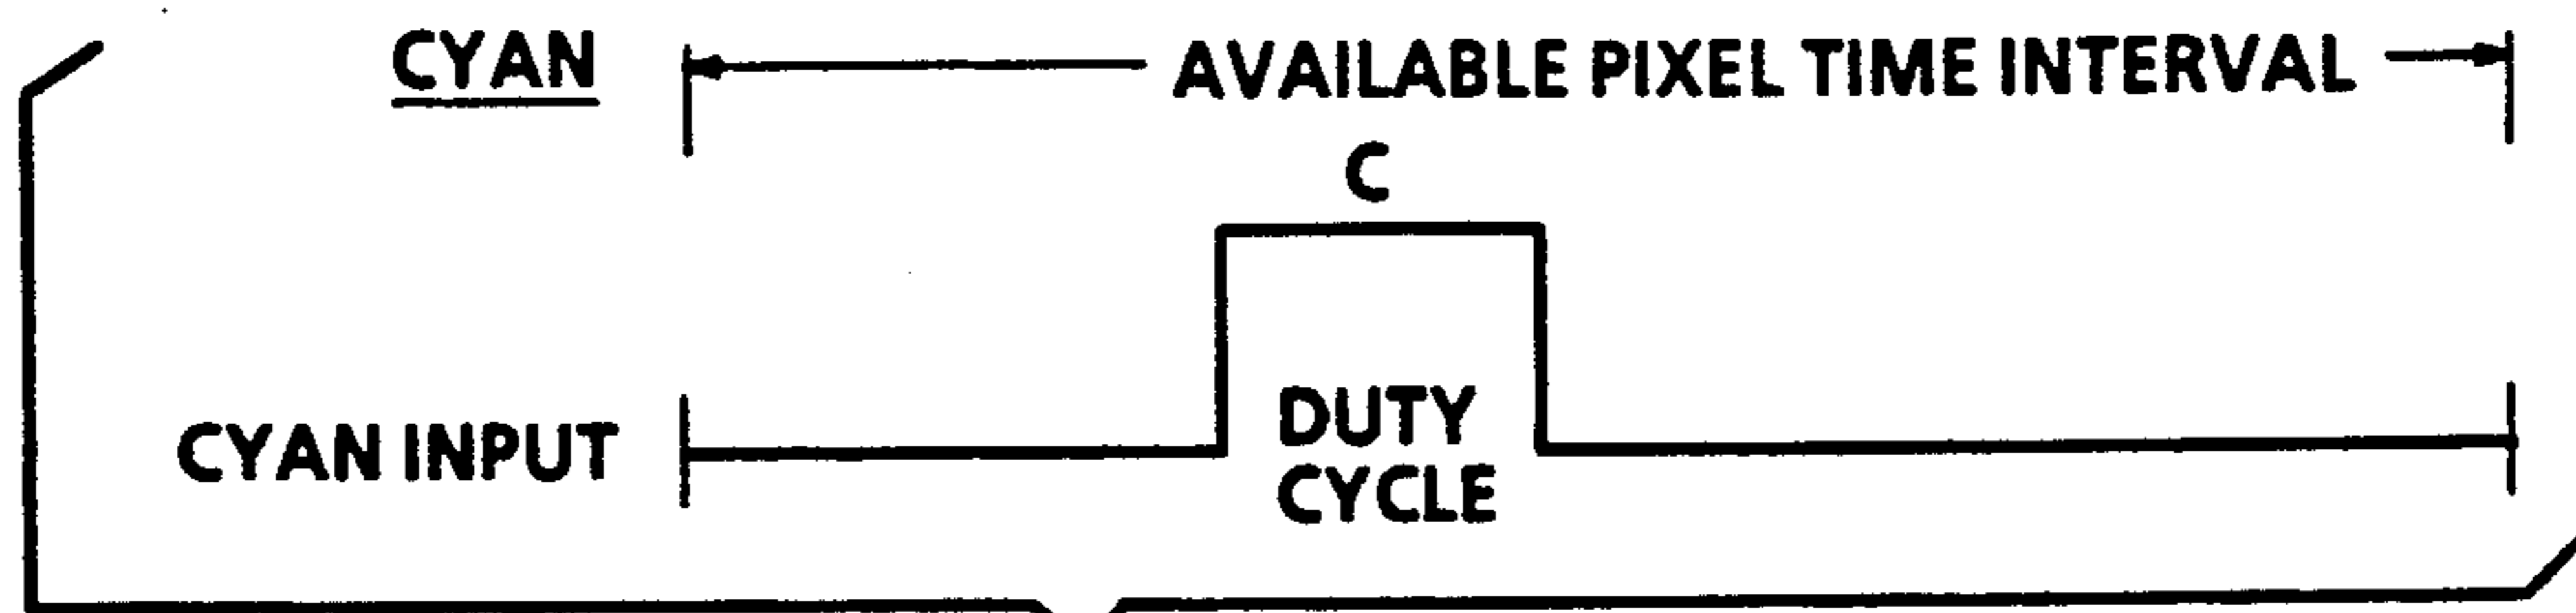 CYAN
AVAILABLE PIXEL TIME INTERVAL
C
CYAN INPUT
DUTY
CYCLE